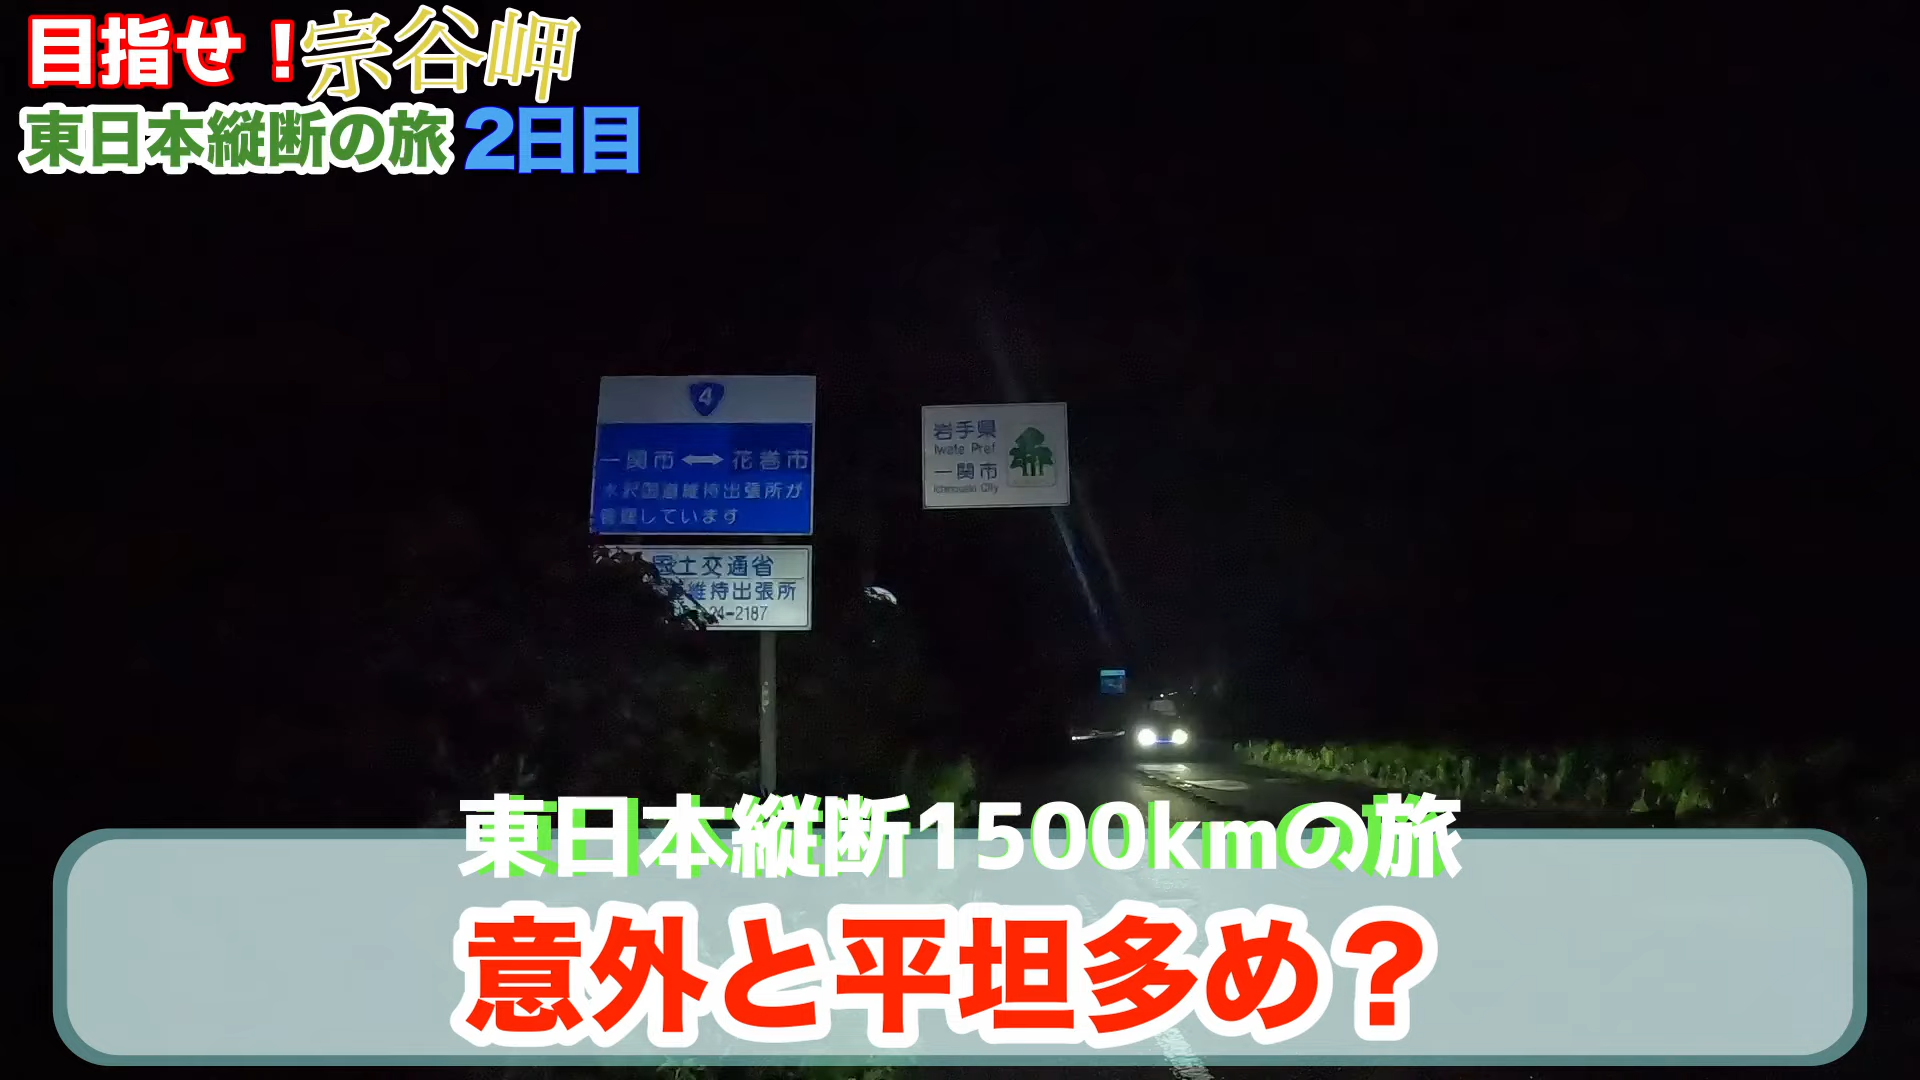 目指せ！宗谷岬
東日本縦断の旅 2日目
4
一関市⟷花巻市
水沢国道維持出張所が
管理しています
国土交通省
維持出張所
24-2187
岩手県
Iwate Pref
一関市
Ichinoseki City
東日本縦断1500kmの旅
意外と平坦多め？